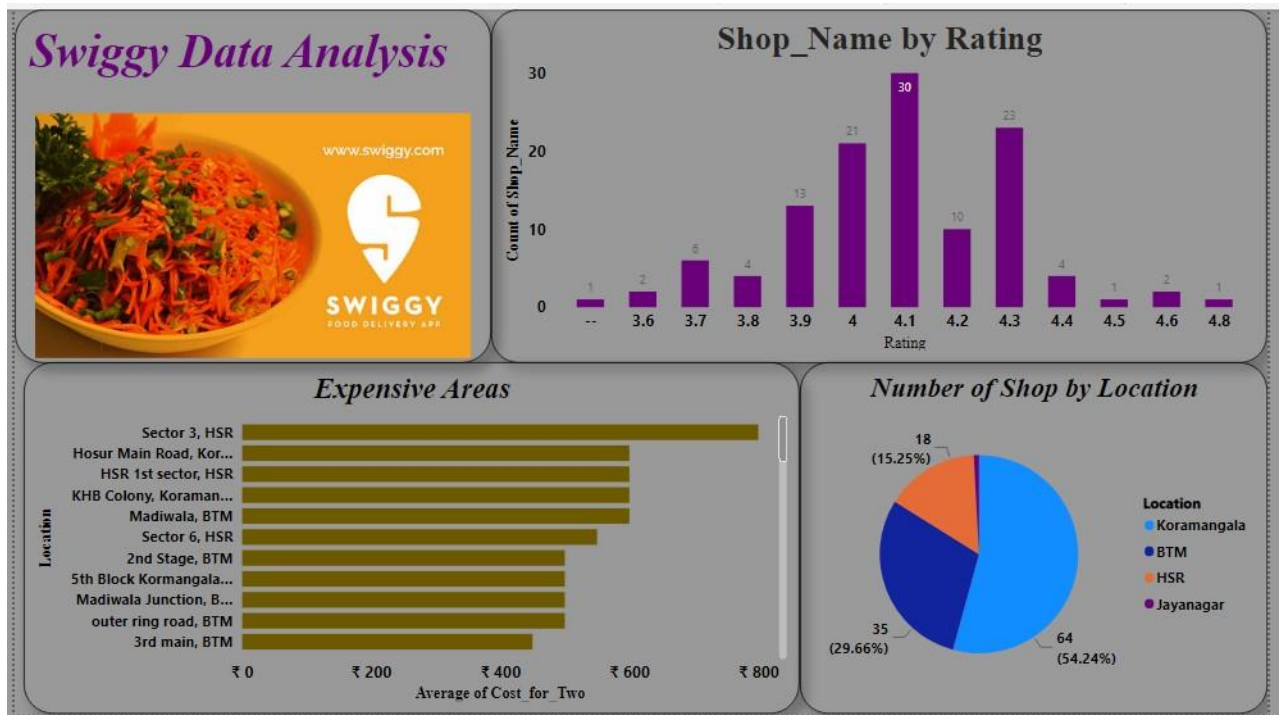 Swiggy Data Analysis
www.swiggy.com
SWIGGY
FOOD DELIVERY APP
Shop_Name by Rating
Count of Shop_Name
30
20
10
0
1
2
6
4
13
21
30
10
23
4
1
2
1
-- 3.6 3.7 3.8 3.9 4 4.1 4.2 4.3 4.4 4.5 4.6 4.8
Rating
Expensive Areas
Location
Sector 3, HSR
Hosur Main Road, Kor...
HSR 1st sector, HSR
KHB Colony, Koraman...
Madiwala, BTM
Sector 6, HSR
2nd Stage, BTM
5th Block Kormangala...
Madiwala Junction, B...
outer ring road, BTM
3rd main, BTM
₹ 0 ₹ 200 ₹ 400 ₹ 600 ₹ 800
Average of Cost_for_Two
Number of Shop by Location
18
(15.25%)
35
(29.66%)
64
(54.24%)
Location
Koramangala
BTM
HSR
Jayanagar